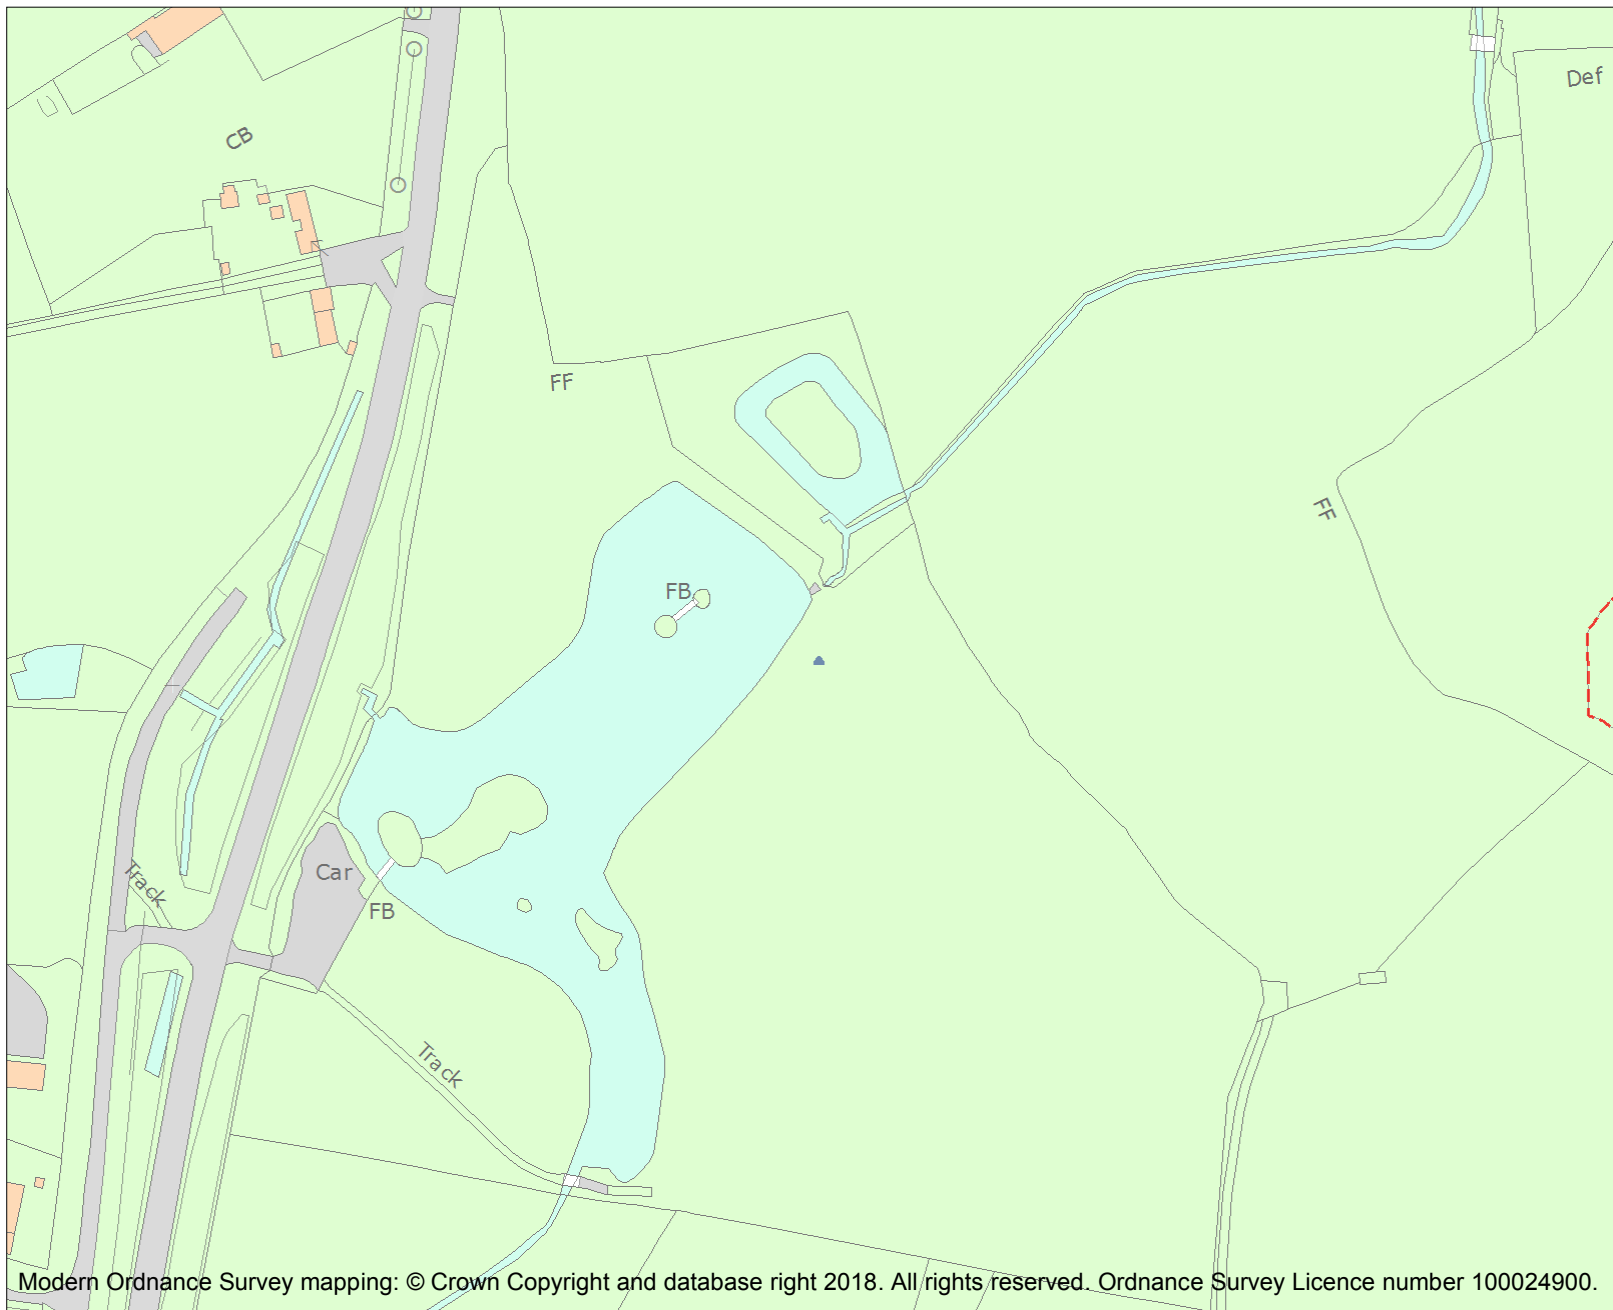 Def
CB
FF
FF
FB
Car
Track
FB
Track
Modern Ordnance Survey mapping: © Crown Copyright and database right 2018. All rights reserved. Ordnance Survey Licence number 100024900.